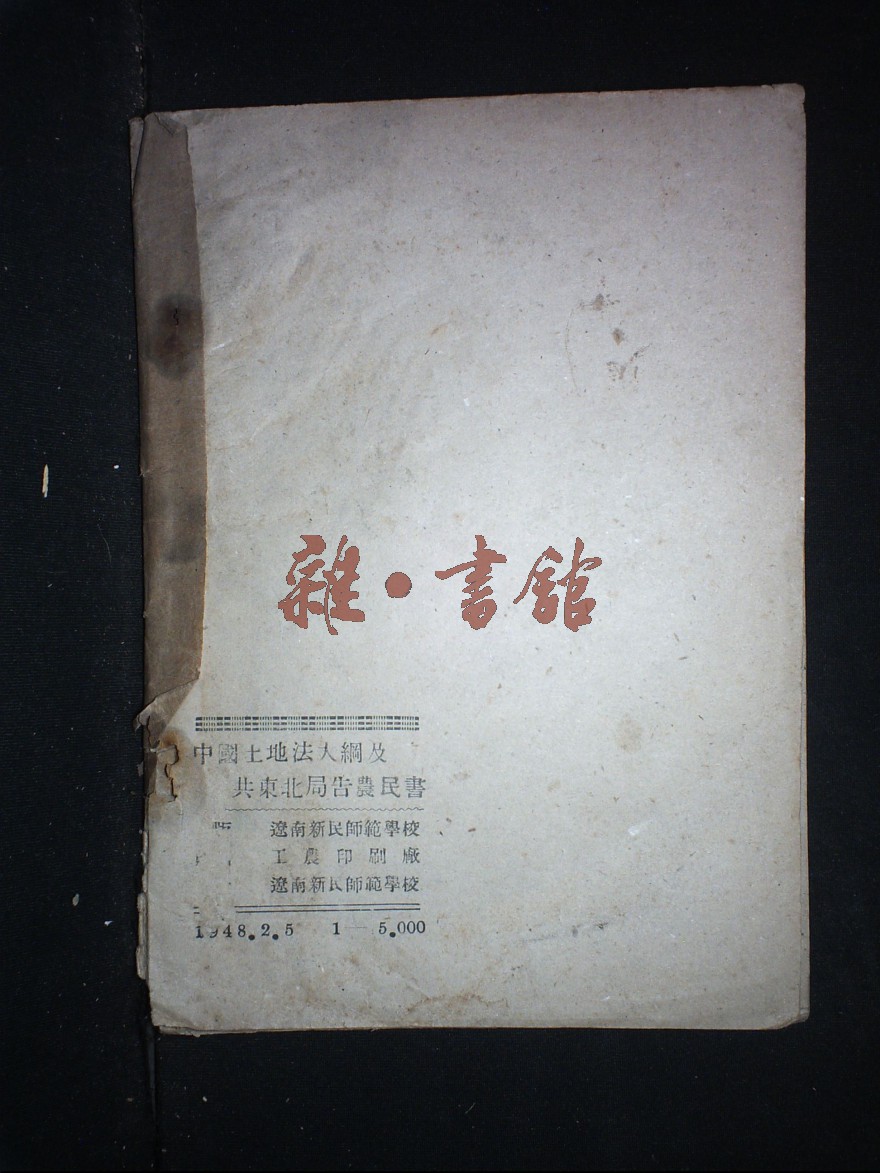 雜•書館
中國土地法大綱及
共東北局告農民書
遼南新民師範學校
工農印刷廠
遼南新民師範學校
1948.2.5 1—5.000